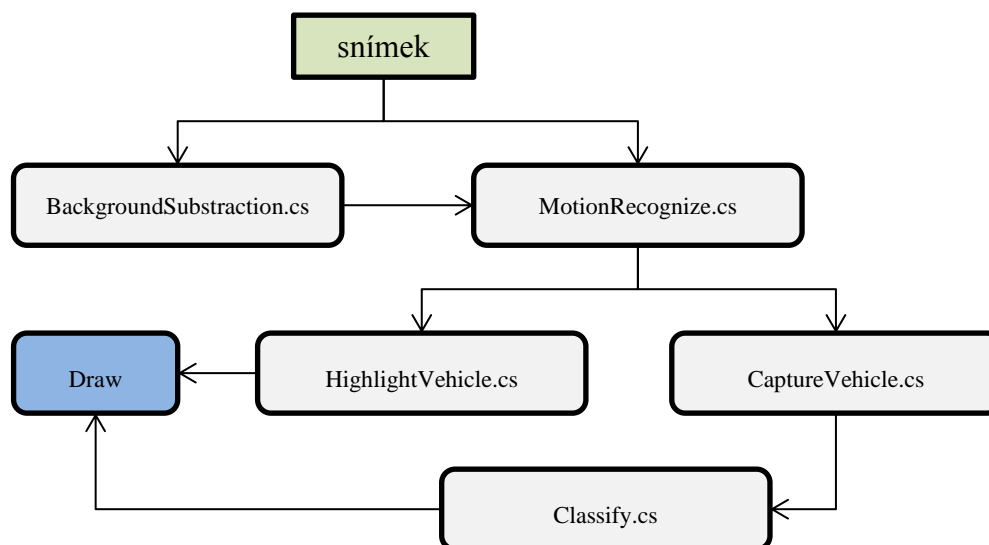 snímek
BackgroundSubstraction.cs
MotionRecognize.cs
Draw
HighlightVehicle.cs
CaptureVehicle.cs
Classify.cs